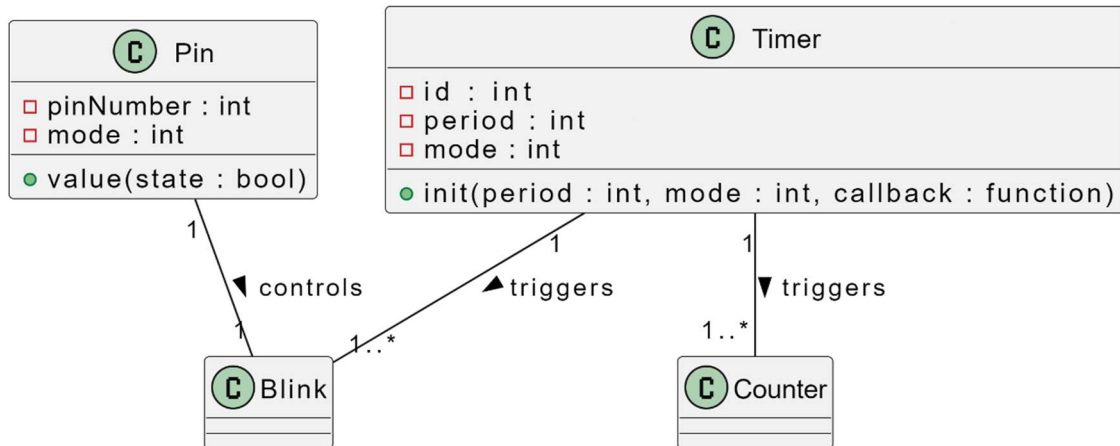 C Pin
pinNumber : int
mode : int
value(state : bool)
C Timer
id : int
period : int
mode : int
init(period : int, mode : int, callback : function)
1
controls
1
1
triggers
1..*
1
triggers
1..*
C Blink
C Counter